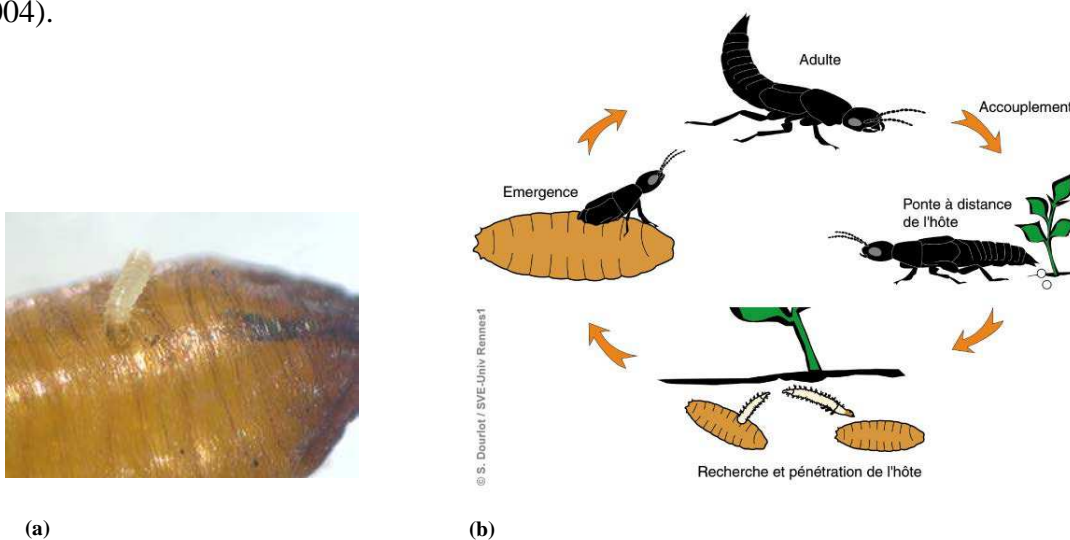 004).
Adulte
Accouplement
Emergence
Ponte à distance
de l'hôte
© S. Dourlot / SVE-Univ Rennes1
Recherche et pénétration de l'hôte
(a)
(b)